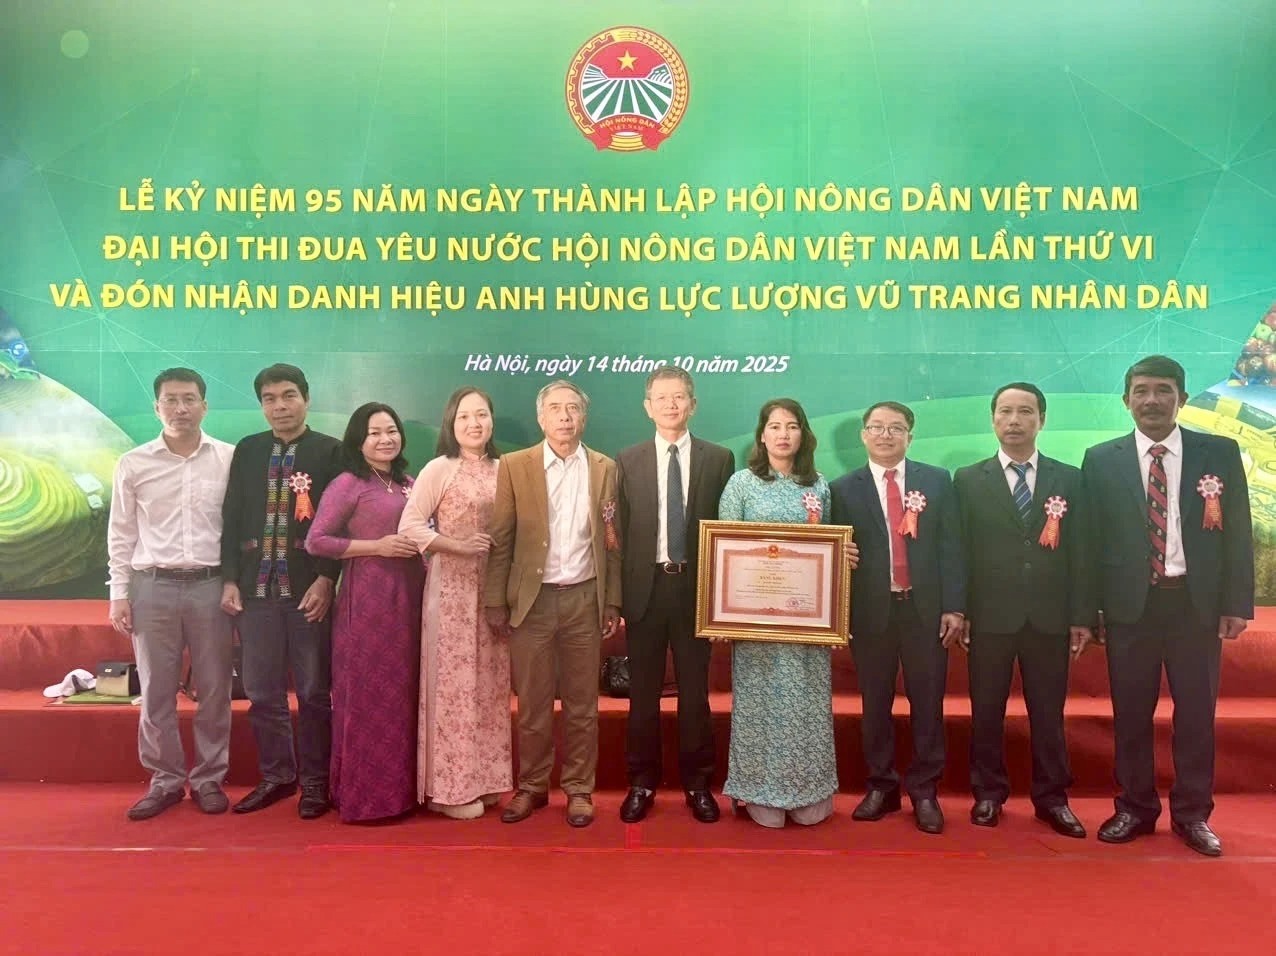 HỘI NÔNG DÂN
VIỆT NAM
LỄ KỶ NIỆM 95 NĂM NGÀY THÀNH LẬP HỘI NÔNG DÂN VIỆT NAM
ĐẠI HỘI THI ĐUA YÊU NƯỚC HỘI NÔNG DÂN VIỆT NAM LẦN THỨ VI
VÀ ĐÓN NHẬN DANH HIỆU ANH HÙNG LỰC LƯỢNG VŨ TRANG NHÂN DÂN
Hà Nội, ngày 14 tháng 10 năm 2025
BẰNG KHEN